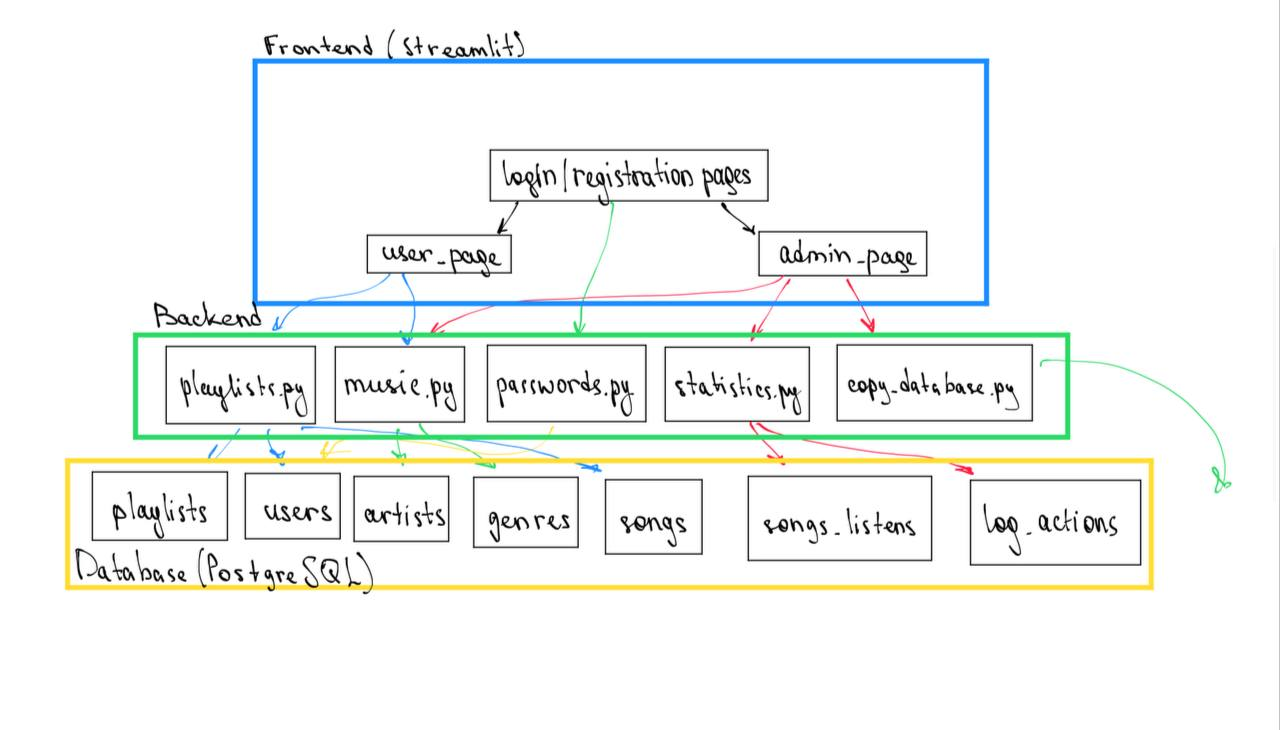 Frontend (Streamlit)
login/registration pages
user_page
admin_page
Backend
playlists.py
music.py
passwords.py
statistics.py
copy_database.py
playlists
users
artists
genres
songs
songs_listens
log_actions
Database (PostgreSQL)